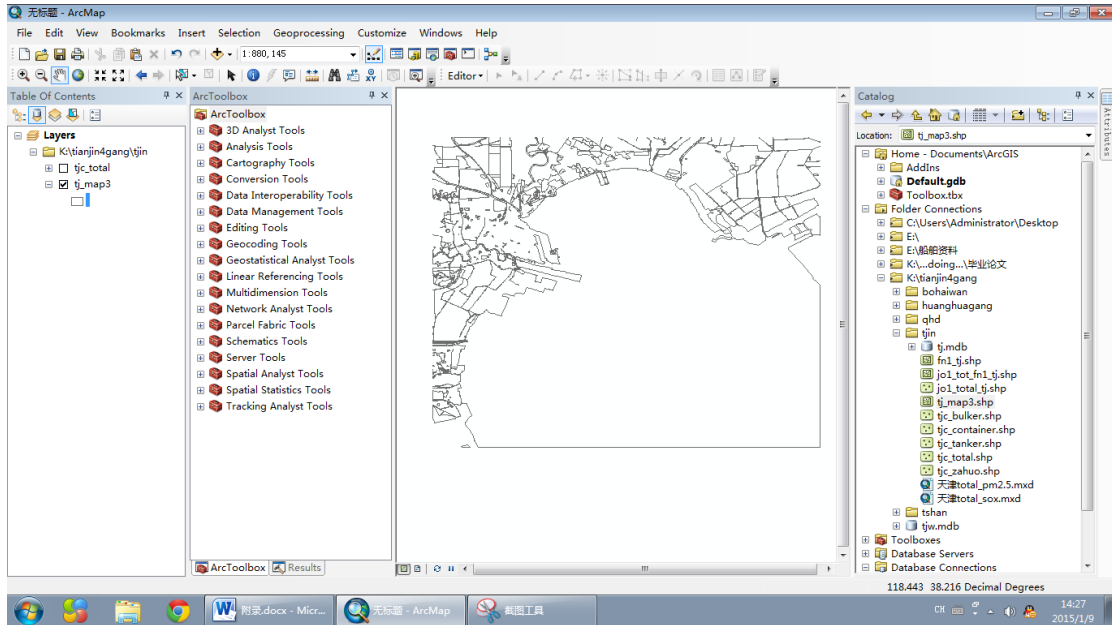 无标题 - ArcMap
File Edit View Bookmarks Insert Selection Geoprocessing Customize Windows Help
1:880,145
Editor
Table Of Contents
ArcToolbox
Catalog
Location: tj_map3.shp
Attributes
Layers
K:\tianjin4gang\tjin
tjc_total
tj_map3
ArcToolbox
3D Analyst Tools
Analysis Tools
Cartography Tools
Conversion Tools
Data Interoperability Tools
Data Management Tools
Editing Tools
Geocoding Tools
Geostatistical Analyst Tools
Linear Referencing Tools
Multidimension Tools
Network Analyst Tools
Parcel Fabric Tools
Schematics Tools
Server Tools
Spatial Analyst Tools
Spatial Statistics Tools
Tracking Analyst Tools
ArcToolbox Results
Home - Documents\ArcGIS
AddIns
Default.gdb
Toolbox.tbx
Folder Connections
C:\Users\Administrator\Desktop
E:\
E:\船舶资料
K:\...doing...\毕业论文
K:\tianjin4gang
bohaiwan
huanghuagang
qhd
tjin
tj.mdb
fn1_tj.shp
jo1_tot_fn1_tj.shp
jo1_total_tj.shp
tj_map3.shp
tjc_bulker.shp
tjc_container.shp
tjc_tanker.shp
tjc_total.shp
tjc_zahuo.shp
天津total_pm2.5.mxd
天津total_sox.mxd
tshan
tjw.mdb
Toolboxes
Database Servers
Database Connections
118.443 38.216 Decimal Degrees
附录.docx - Micr...
无标题 - ArcMap
截图工具
CH
14:27
2015/1/9